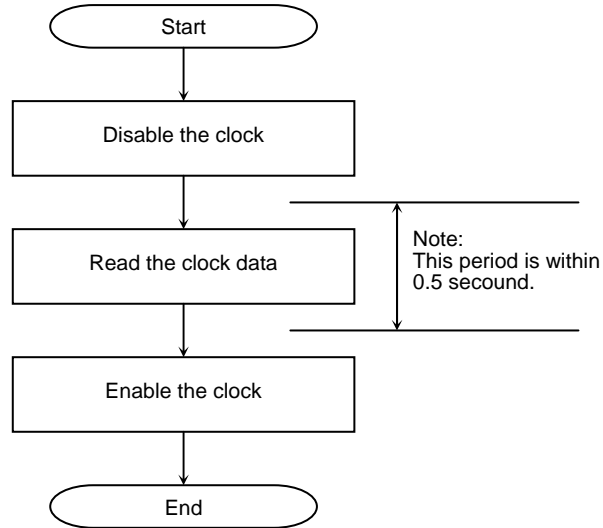 Start
Disable the clock
Read the clock data
Note:
This period is within
0.5 secound.
Enable the clock
End